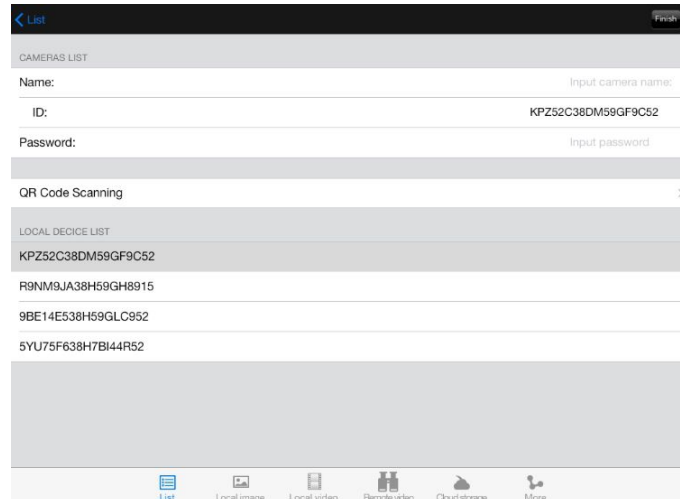 List
Finish
CAMERAS LIST
Name: Input camera name:
ID: KPZ52C38DM59GF9C52
Password: Input password
QR Code Scanning
LOCAL DECICE LIST
KPZ52C38DM59GF9C52
R9NM9JA38H59GH8915
9BE14E538H59GLC952
5YU75F638H7BI44R52
List Local image Local video Remote video Cloud storage More